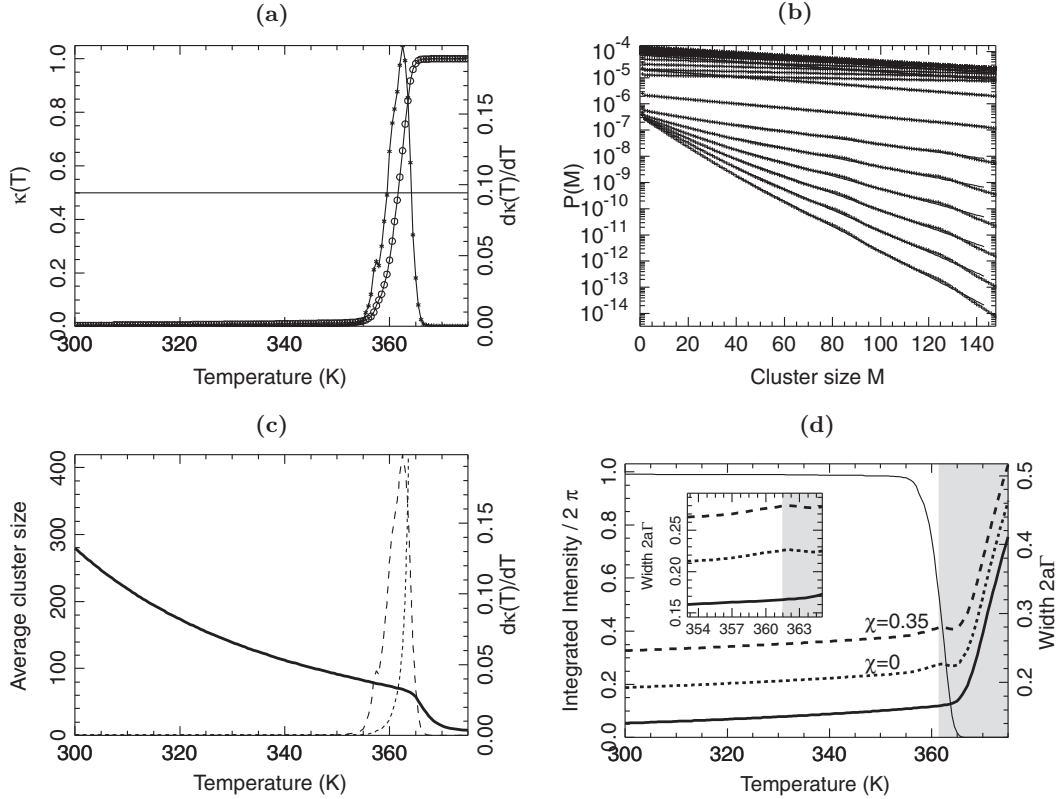 (a)
1.0
0.8
0.6
0.4
0.2
0.0
κ(T)
0.15
0.10
0.05
0.00
dκ(T)/dT
300 320 340 360
Temperature (K)
(b)
10-4
10-5
10-6
10-7
10-8
10-9
10-10
10-11
10-12
10-13
10-14
P(M)
0 20 40 60 80 100 120 140
Cluster size M
(c)
400
300
200
100
0
Average cluster size
0.15
0.10
0.05
0.00
dκ(T)/dT
300 320 340 360
Temperature (K)
(d)
1.0
0.8
0.6
0.4
0.2
0.0
Integrated Intensity / 2 π
0.25
0.20
0.15
Width 2aΓ
354 357 360 363
χ=0.35
χ=0
0.5
0.4
0.3
0.2
Width 2aΓ
300 320 340 360
Temperature (K)